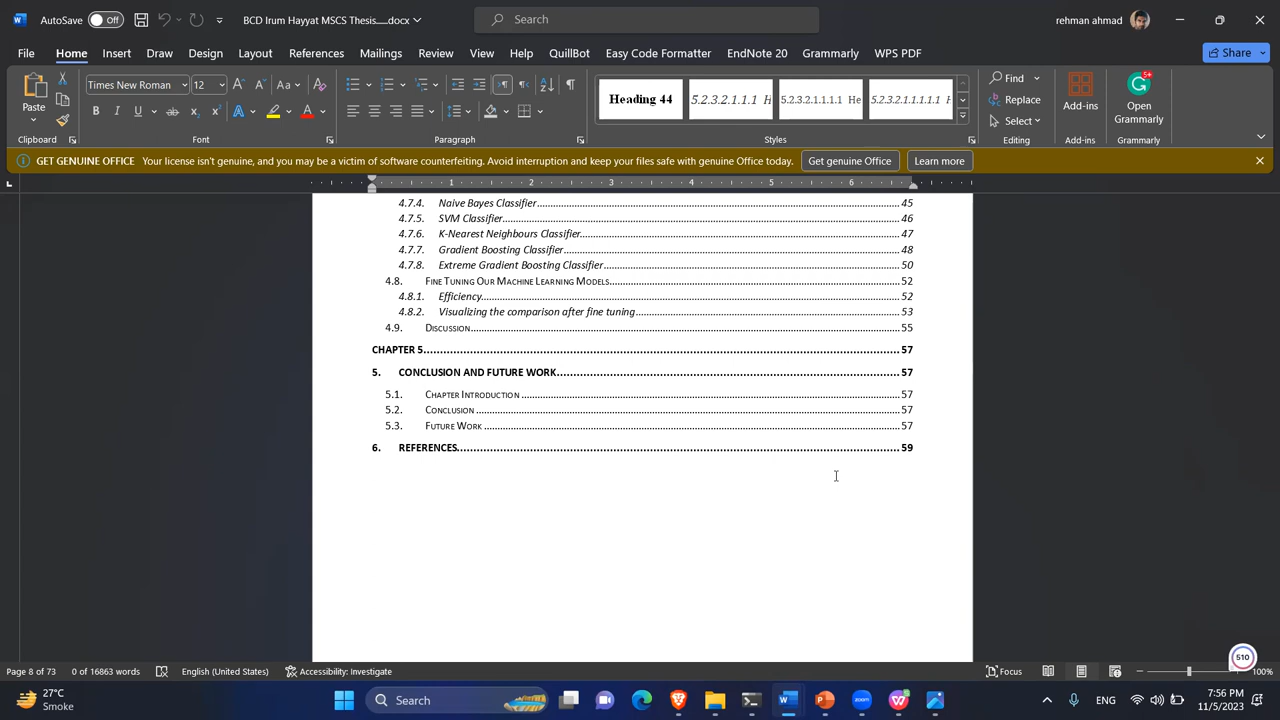 AutoSave Off BCD Irum Hayyat MSCS Thesis.....docx Search rehman ahmad
File Home Insert Draw Design Layout References Mailings Review View Help QuillBot Easy Code Formatter EndNote 20 Grammarly WPS PDF Share
Paste Times New Roman 12 Heading 44 5.2.3.2.1.1.1 H 5.2.3.2.1.1.1.1 He 5.2.3.2.1.1.1.1.1 H Find Replace Select Add-ins Open Grammarly 5+
Clipboard Font Paragraph Styles Editing Add-ins Grammarly
GET GENUINE OFFICE Your license isn't genuine, and you may be a victim of software counterfeiting. Avoid interruption and keep your files safe with genuine Office today. Get genuine Office Learn more
1 2 3 4 5 6
4.7.4. Naive Bayes Classifier 45
4.7.5. SVM Classifier 46
4.7.6. K-Nearest Neighbours Classifier 47
4.7.7. Gradient Boosting Classifier 48
4.7.8. Extreme Gradient Boosting Classifier 50
4.8. Fine Tuning Our Machine Learning Models 52
4.8.1. Efficiency 52
4.8.2. Visualizing the comparison after fine tuning 53
4.9. Discussion 55
CHAPTER 5 57
5. CONCLUSION AND FUTURE WORK 57
5.1. Chapter Introduction 57
5.2. Conclusion 57
5.3. Future Work 57
6. REFERENCES 59
510
Page 8 of 73 0 of 16863 words English (United States) Accessibility: Investigate Focus 100%
27°C
Smoke
Search
zoom
ENG
7:56 PM
11/5/2023